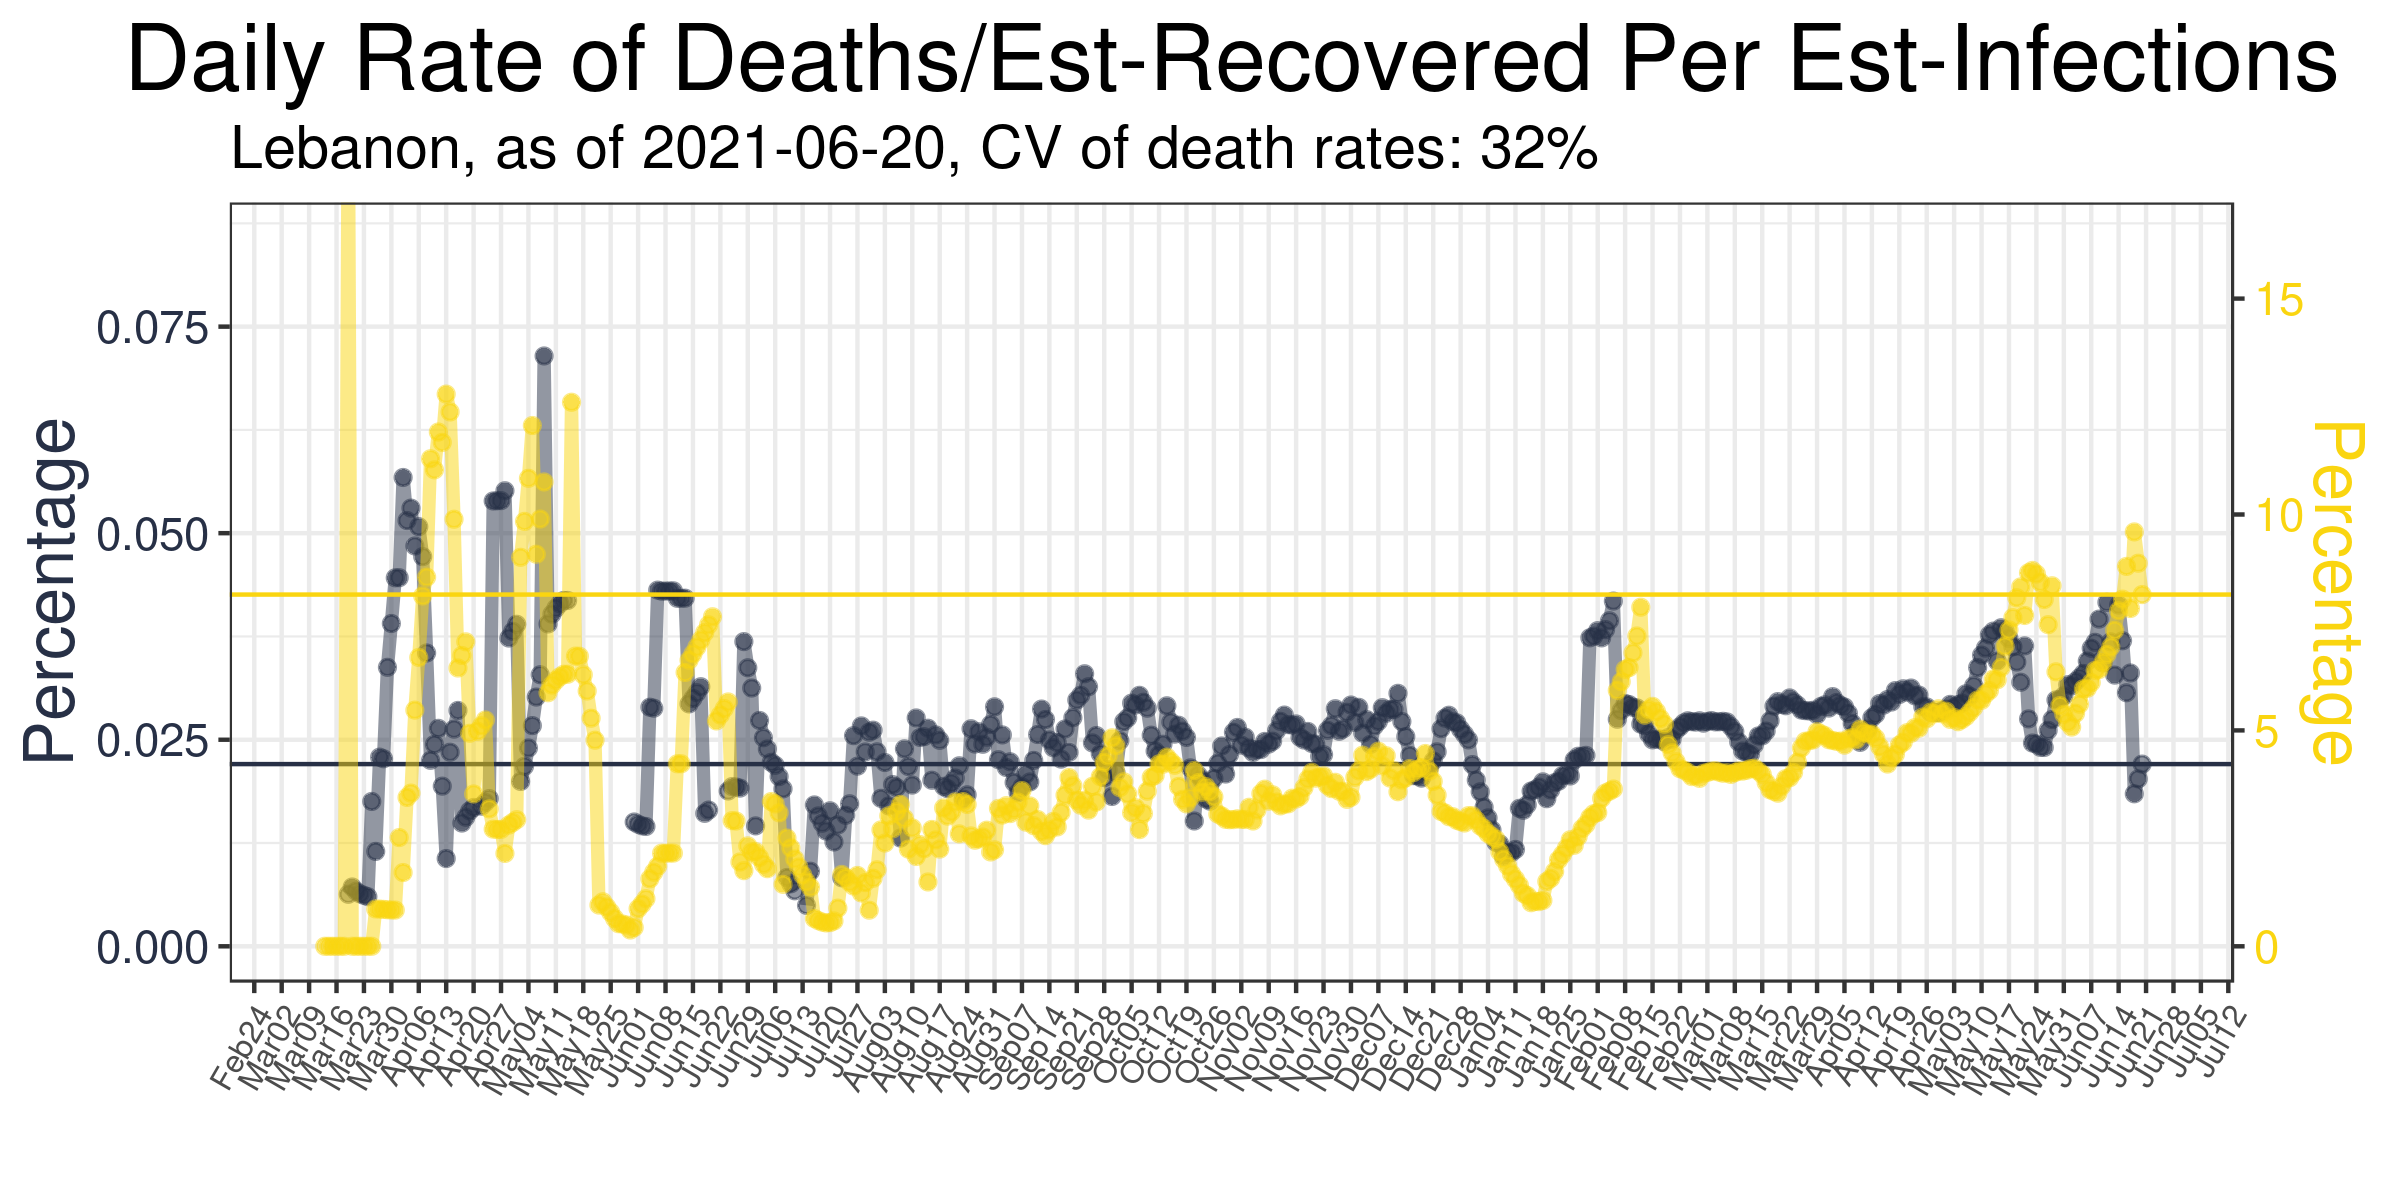 Daily Rate of Deaths/Est-Recovered Per Est-Infections
Lebanon, as of 2021-06-20, CV of death rates: 32%
Percentage
0.075
0.050
0.025
0.000
15
10
5
0
Percentage
Feb24
Mar02
Mar09
Mar16
Mar23
Mar30
Apr06
Apr13
Apr20
Apr27
May04
May11
May18
May25
Jun01
Jun08
Jun15
Jun22
Jun29
Jul06
Jul13
Jul20
Jul27
Aug03
Aug10
Aug17
Aug24
Aug31
Sep07
Sep14
Sep21
Sep28
Oct05
Oct12
Oct19
Oct26
Nov02
Nov09
Nov16
Nov23
Nov30
Dec07
Dec14
Dec21
Dec28
Jan04
Jan11
Jan18
Jan25
Feb01
Feb08
Feb15
Feb22
Mar01
Mar08
Mar15
Mar22
Mar29
Apr05
Apr12
Apr19
Apr26
May03
May10
May17
May24
May31
Jun07
Jun14
Jun21
Jun28
Jul05
Jul12